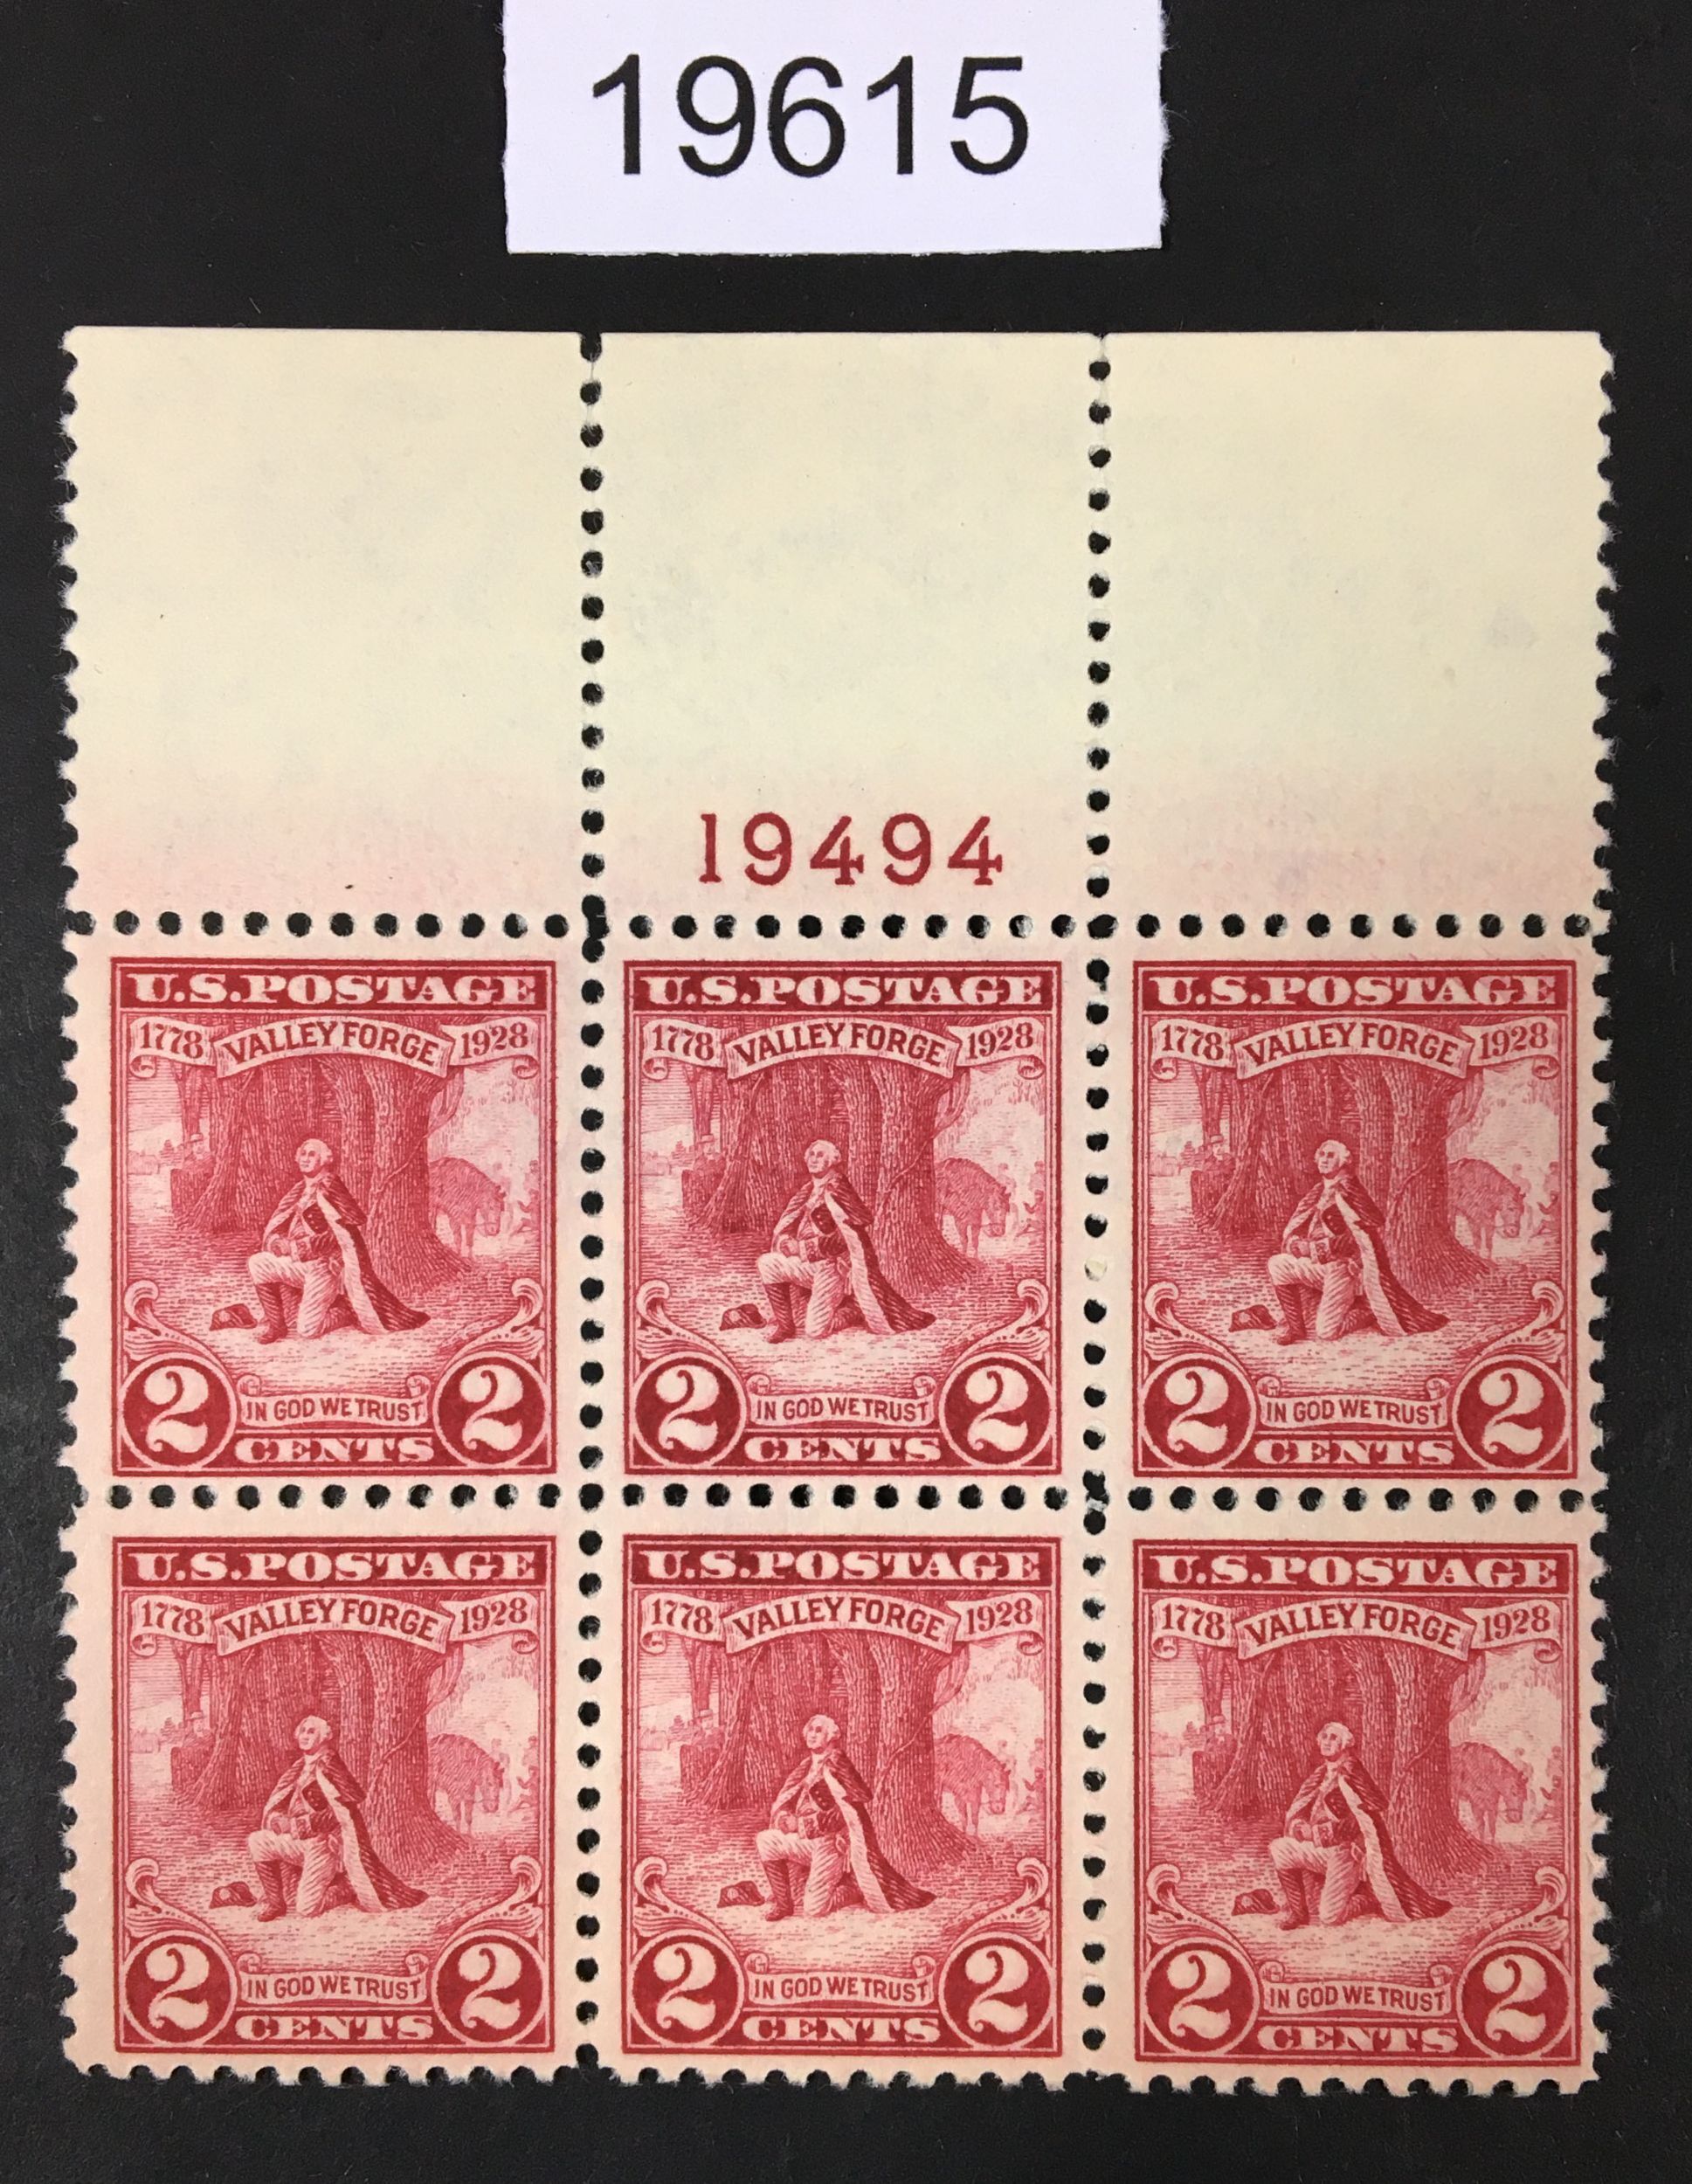 19615
19494
U.S.POSTAGE U.S.POSTAGE U.S.POSTAGE
1778 VALLEY FORGE 1928 1778 VALLEY FORGE 1928 1778 VALLEY FORGE 1928
2 IN GOD WE TRUST 2 2 IN GOD WE TRUST 2 2 IN GOD WE TRUST 2
CENTS CENTS CENTS
U.S.POSTAGE U.S.POSTAGE U.S.POSTAGE
1778 VALLEY FORGE 1928 1778 VALLEY FORGE 1928 1778 VALLEY FORGE 1928
2 IN GOD WE TRUST 2 2 IN GOD WE TRUST 2 2 IN GOD WE TRUST 2
CENTS CENTS CENTS